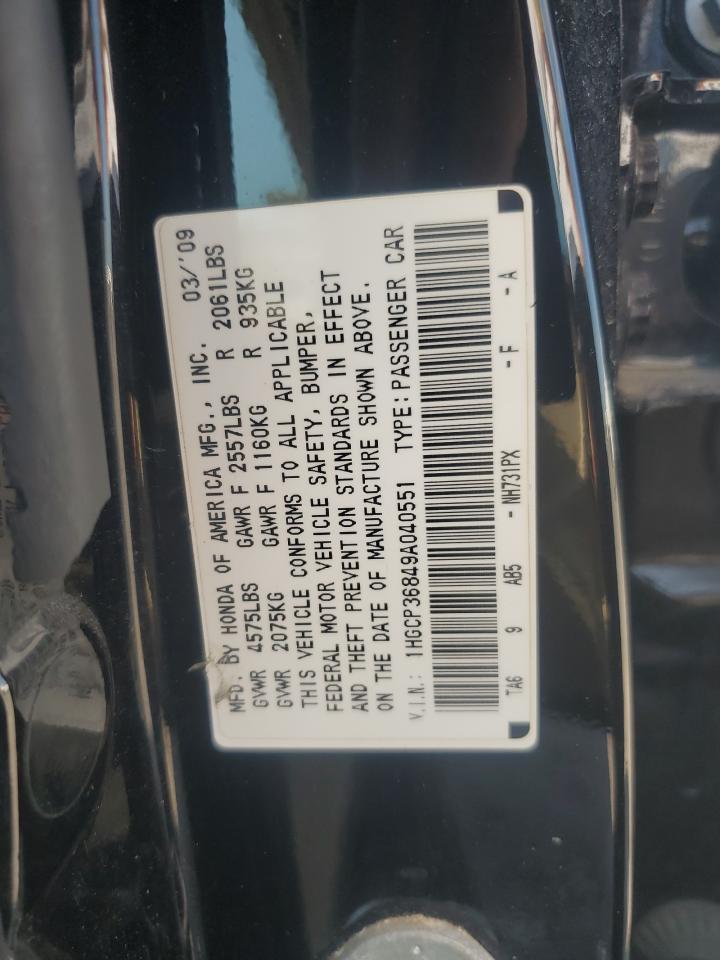 MFD. BY HONDA OF AMERICA MFG., INC. 03/'09
GVWR 4575LBS GAWR F 2557LBS R 2061LBS
GVWR 2075KG GAWR F 1160KG R 935KG
THIS VEHICLE CONFORMS TO ALL APPLICABLE
FEDERAL MOTOR VEHICLE SAFETY, BUMPER,
AND THEFT PREVENTION STANDARDS IN EFFECT
ON THE DATE OF MANUFACTURE SHOWN ABOVE.
V.I.N.: 1HGCP36849A040551 TYPE: PASSENGER CAR
TA6 9 AB5 - NH731PX - F - A